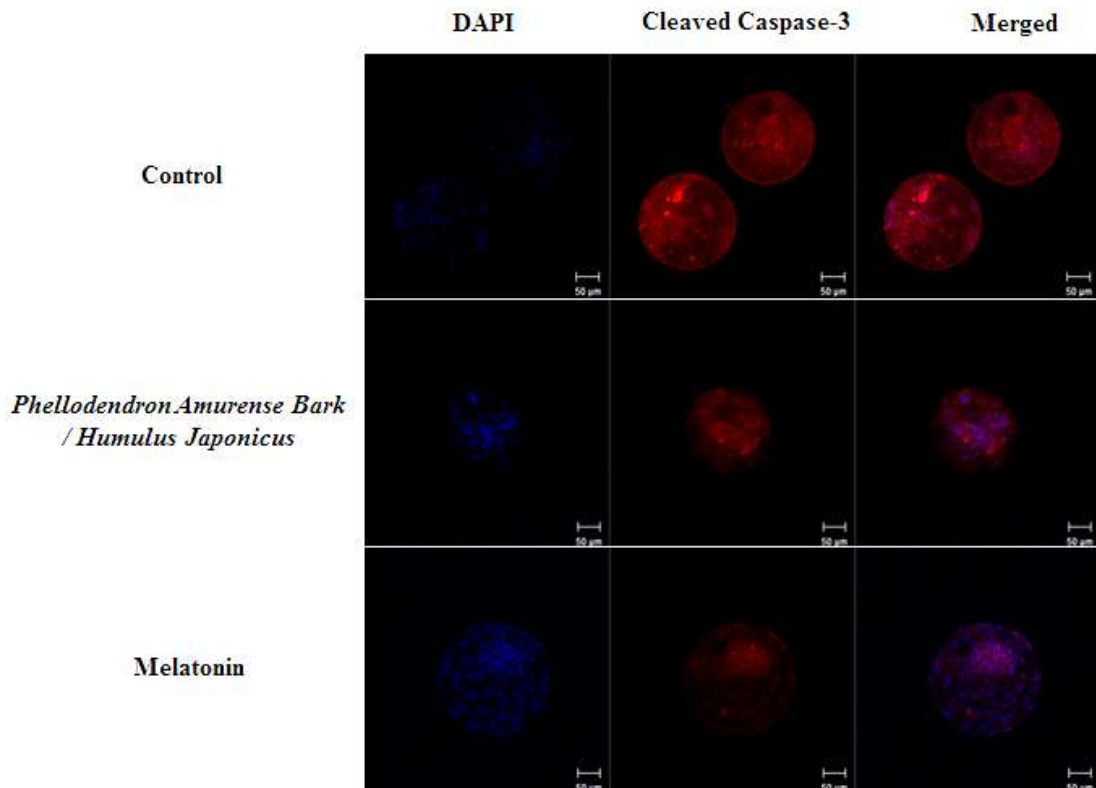 DAPI Cleaved Caspase-3 Merged
Control
50 µm 50 µm 50 µm
Phellodendron Amurense Bark
/ Humulus Japonicus
50 µm 50 µm 50 µm
Melatonin
50 µm 50 µm 50 µm